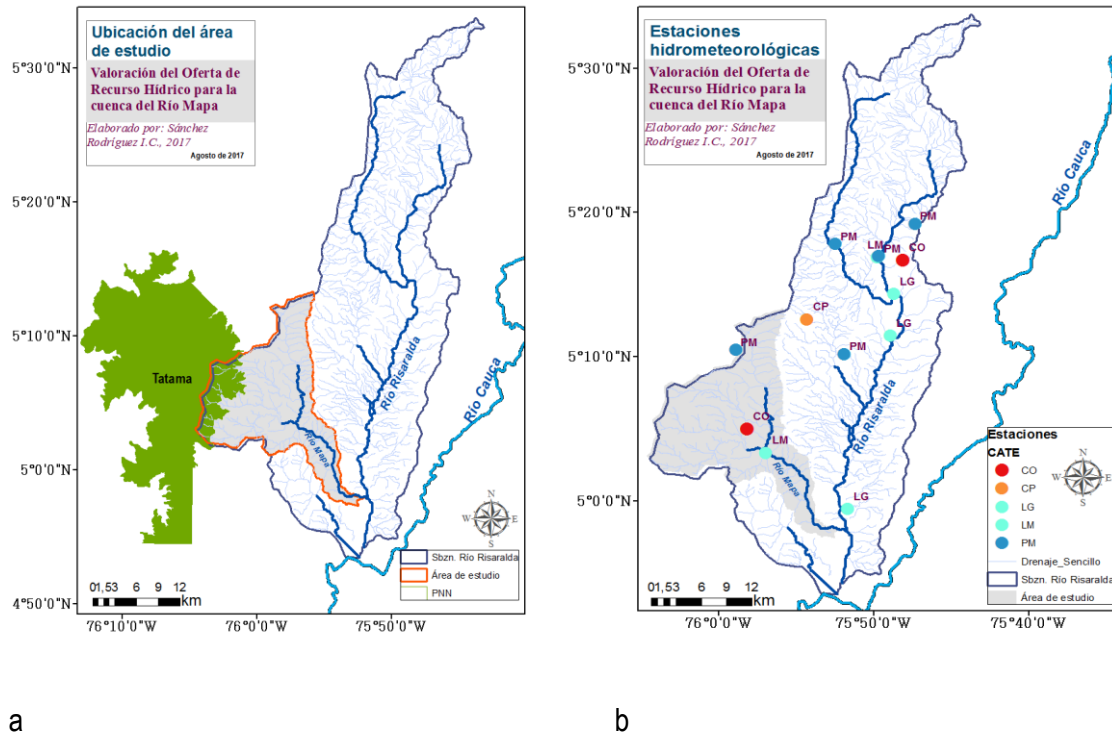 Ubicación del área
de estudio
Valoración del Oferta de
Recurso Hídrico para la
cuenca del Río Mapa
Elaborado por: Sánchez
Rodríguez I.C., 2017
Agosto de 2017
5°30'0"N
5°20'0"N
5°10'0"N
5°0'0"N
4°50'0"N
Tatama
Río Mapa
Río Risaralda
Río Cauca
N
W E
S
Sbzn. Río Risaralda
Área de estudio
PNN
01,53 6 9 12
km
76°10'0"W 76°0'0"W 75°50'0"W
a
Estaciones
hidrometeorológicas
Valoración del Oferta de
Recurso Hídrico para la
cuenca del Río Mapa
Elaborado por: Sánchez
Rodríguez I.C., 2017
Agosto de 2017
5°30'0"N
5°20'0"N
5°10'0"N
5°0'0"N
Río Cauca
PM
PM
LM
PM
CO
LG
CP
LG
PM
PM
CO
LM
LG
Río Mapa
Río Risaralda
Estaciones
CATE
CO
CP
LG
LM
PM
Drenaje_Sencillo
Sbzn. Río Risaralda
Área de estudio
N
W E
S
01,53 6 9 12
km
76°0'0"W 75°50'0"W 75°40'0"W
b